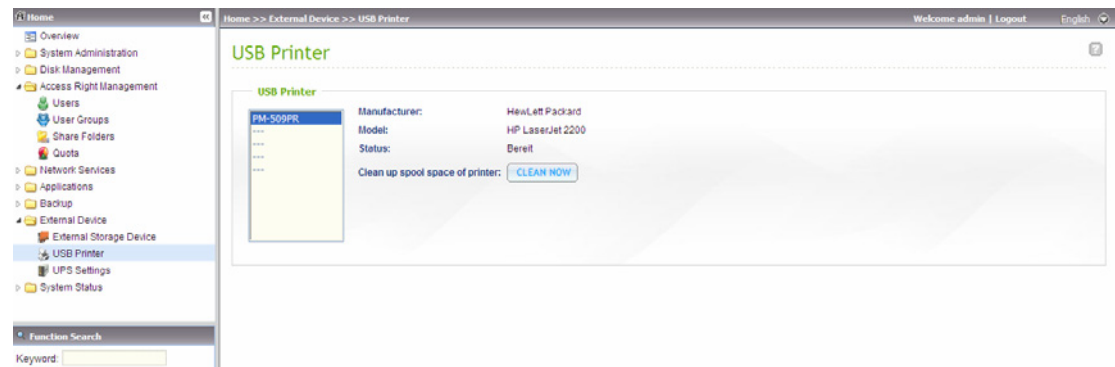 Home
Home >> External Device >> USB Printer
Welcome admin | Logout
English
Overview
System Administration
Disk Management
Access Right Management
Users
User Groups
Share Folders
Quota
Network Services
Applications
Backup
External Device
External Storage Device
USB Printer
UPS Settings
System Status
Function Search
Keyword:
USB Printer
USB Printer
PM-509PR
---
---
---
---
Manufacturer: HewLett Packard
Model: HP LaserJet 2200
Status: Bereit
Clean up spool space of printer: CLEAN NOW